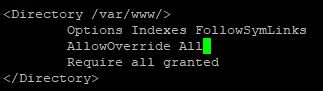 <Directory /var/www/>
Options Indexes FollowSymLinks
AllowOverride All
Require all granted
</Directory>